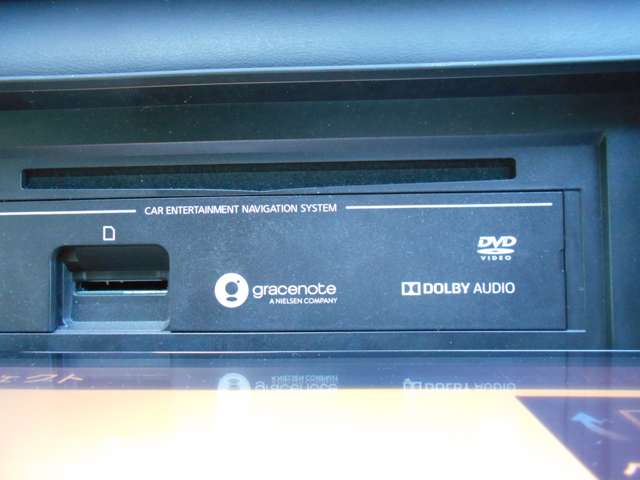 CAR ENTERTAINMENT NAVIGATION SYSTEM
DVD
VIDEO
gracenote
A NIELSEN COMPANY
DOLBY AUDIO